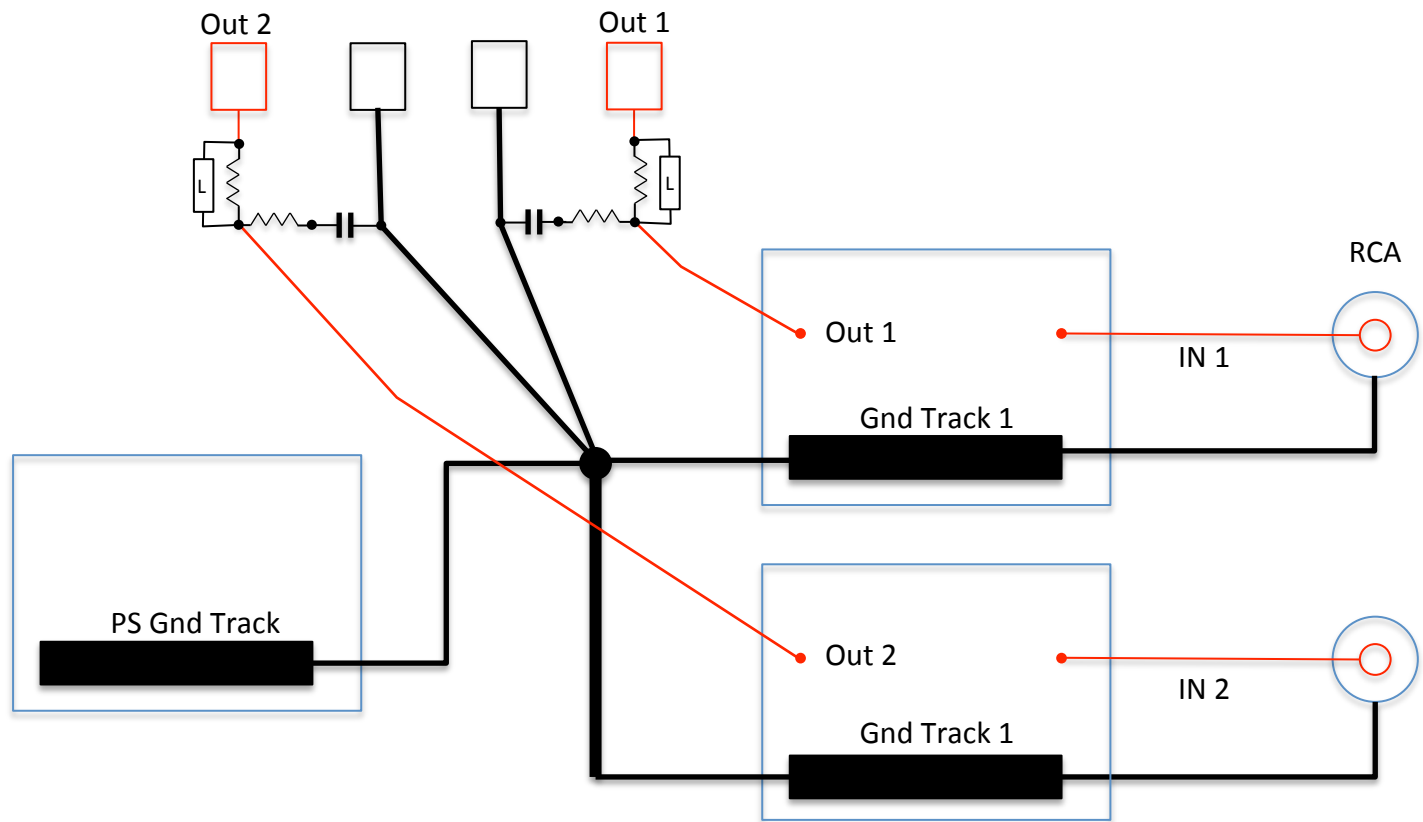 Out 2
Out 1
L
L
RCA
Out 1
IN 1
Gnd Track 1
PS Gnd Track
Out 2
IN 2
Gnd Track 1